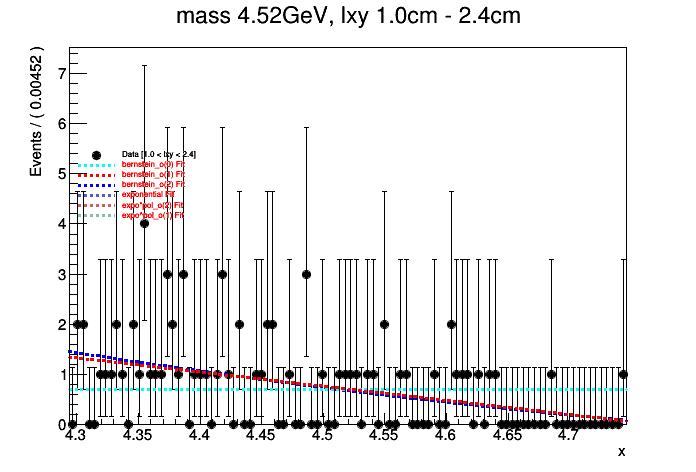 mass 4.52GeV, lxy 1.0cm - 2.4cm
Events / ( 0.00452 )
7
6
5
4
3
2
1
0
Data [1.0 < lxy < 2.4]
bernstein_o(0) Fit
bernstein_o(1) Fit
bernstein_o(2) Fit
exponential Fit
expo*pol_o(2) Fit
expo*pol_o(1) Fit
4.3 4.35 4.4 4.45 4.5 4.55 4.6 4.65 4.7
x